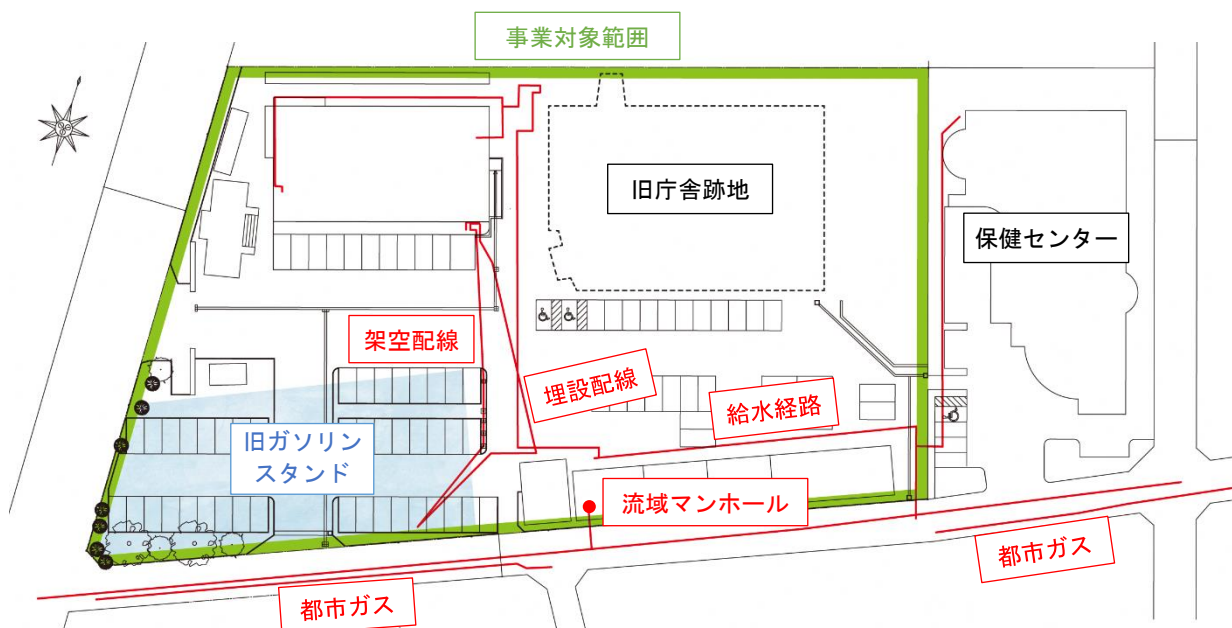 事業対象範囲
旧庁舎跡地
保健センター
架空配線
埋設配線
給水経路
旧ガソリン
スタンド
流域マンホール
都市ガス
都市ガス